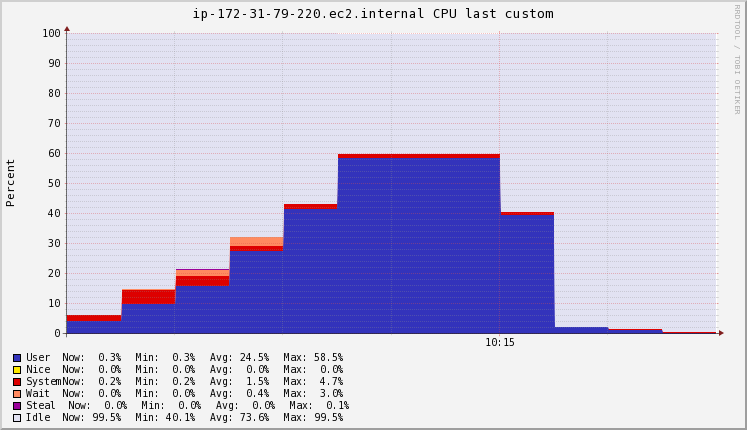 ip-172-31-79-220.ec2.internal CPU last custom
RRDTOOL / TOBI OETIKER
Percent
100
90
80
70
60
50
40
30
20
10
0
10:15
User Now: 0.3% Min: 0.3% Avg: 24.5% Max: 58.5%
Nice Now: 0.0% Min: 0.0% Avg: 0.0% Max: 0.0%
System Now: 0.2% Min: 0.2% Avg: 1.5% Max: 4.7%
Wait Now: 0.0% Min: 0.0% Avg: 0.4% Max: 3.0%
Steal Now: 0.0% Min: 0.0% Avg: 0.0% Max: 0.1%
Idle Now: 99.5% Min: 40.1% Avg: 73.6% Max: 99.5%